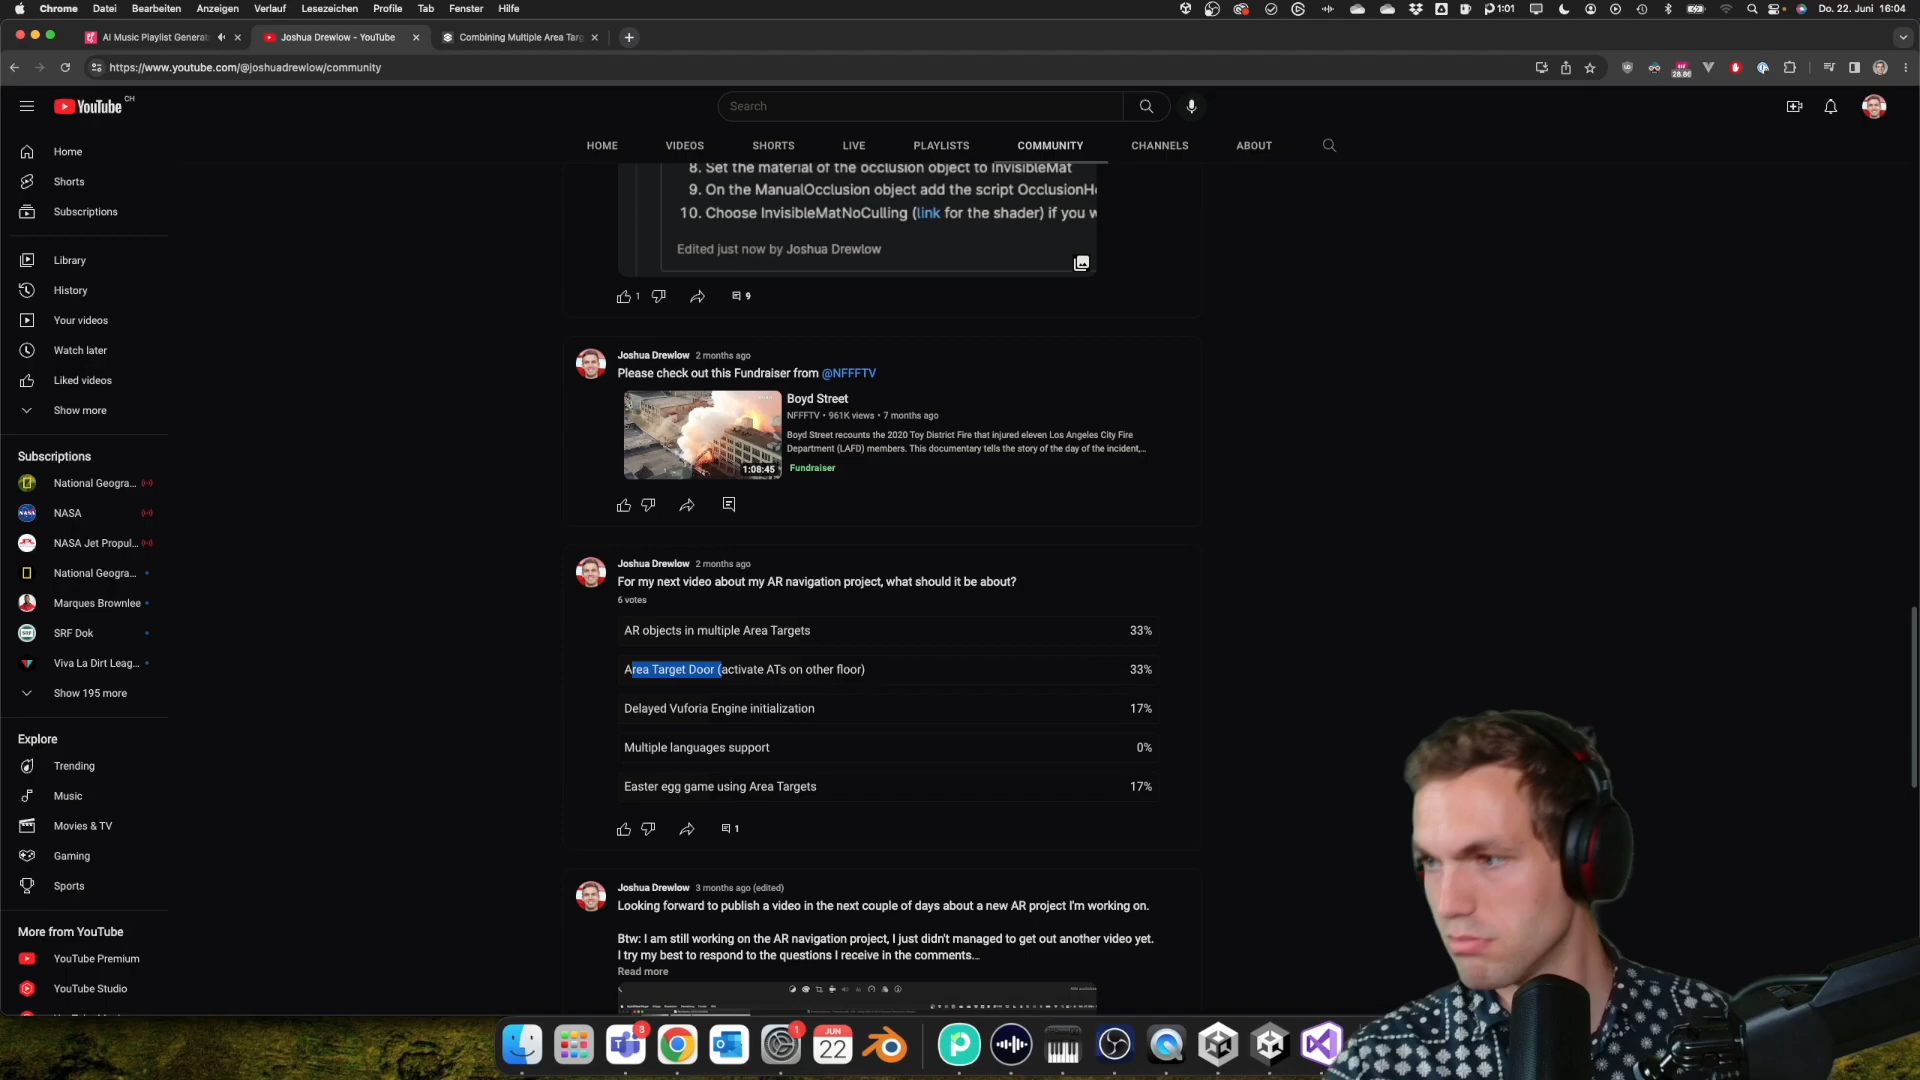 Chrome Datei Bearbeiten Anzeigen Verlauf Lesezeichen Profile Tab Fenster Hilfe
1:01
Do. 22. Juni 16:04
AI Music Playlist Generat
Joshua Drewlow - YouTube
Combining Multiple Area Targ
https://www.youtube.com/@joshuadrewlow/community
28.86
YouTube CH
Search
HOME VIDEOS SHORTS LIVE PLAYLISTS COMMUNITY CHANNELS ABOUT
Home
Shorts
Subscriptions
Library
History
Your videos
Watch later
Liked videos
Show more
Subscriptions
National Geogra...
NASA
NASA Jet Propul...
National Geogra...
Marques Brownlee
SRF Dok
Viva La Dirt Leag...
Show 195 more
Explore
Trending
Music
Movies & TV
Gaming
Sports
More from YouTube
YouTube Premium
YouTube Studio
8. Set the material of the occlusion object to InvisibleMat
9. On the ManualOcclusion object add the script OcclusionHe
10. Choose InvisibleMatNoCulling (link for the shader) if you w
Edited just now by Joshua Drewlow
1
9
Joshua Drewlow 2 months ago
Please check out this Fundraiser from @NFFFTV
1:08:45
Boyd Street
NFFFTV • 961K views • 7 months ago
Boyd Street recounts the 2020 Toy District Fire that injured eleven Los Angeles City Fire
Department (LAFD) members. This documentary tells the story of the day of the incident,...
Fundraiser
Joshua Drewlow 2 months ago
For my next video about my AR navigation project, what should it be about?
6 votes
AR objects in multiple Area Targets 33%
Area Target Door (activate ATs on other floor) 33%
Delayed Vuforia Engine initialization 17%
Multiple languages support 0%
Easter egg game using Area Targets 17%
1
Joshua Drewlow 3 months ago (edited)
Looking forward to publish a video in the next couple of days about a new AR project I'm working on.
Btw: I am still working on the AR navigation project, I just didn't managed to get out another video yet.
I try my best to respond to the questions I receive in the comments...
Read more
3
1
JUN
22